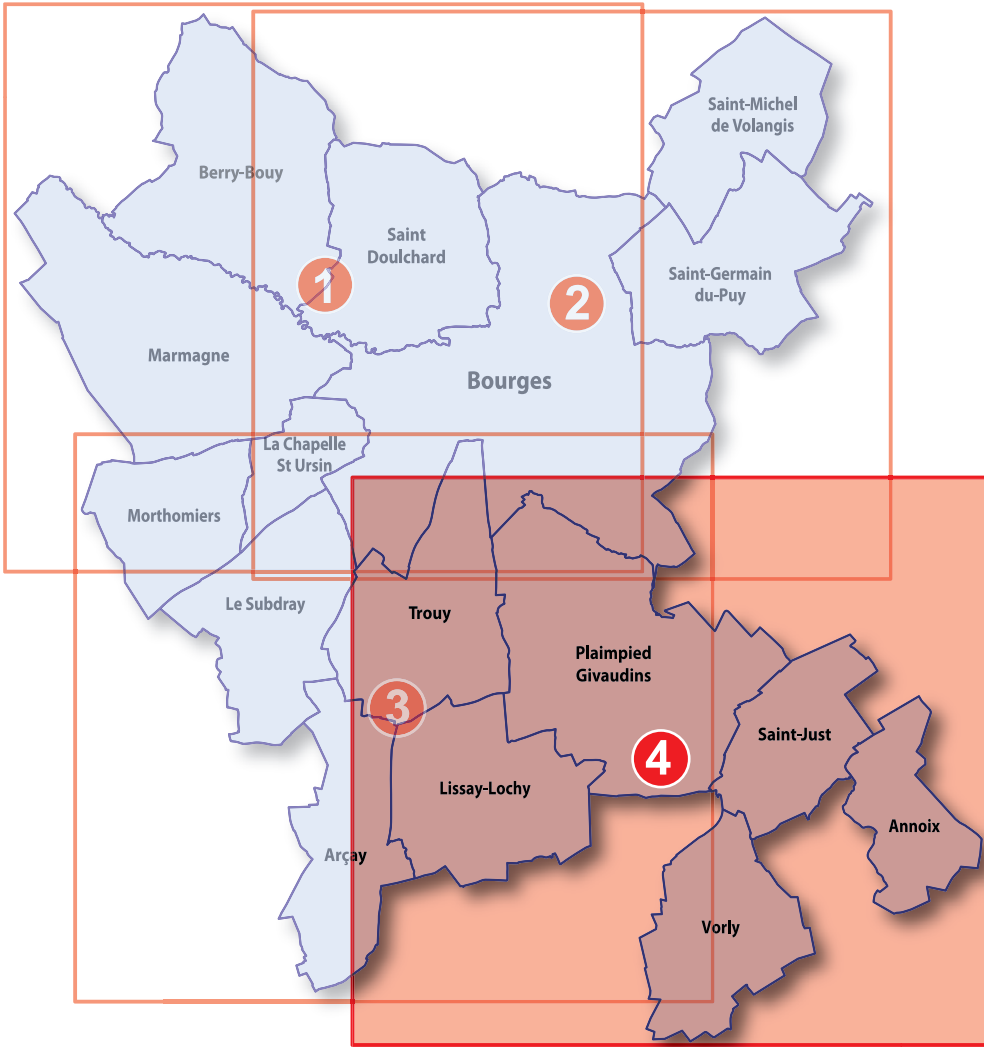 Saint-Michel
de Volangis
Berry-Bouy
Saint
Doulchard
Saint-Germain
du-Puy
1
2
Marmagne
Bourges
La Chapelle
St Ursin
Morthomiers
Le Subdray
Trouy
Plaimpied
Givaudins
3
Saint-Just
4
Lissay-Lochy
Annoix
Arçay
Vorly